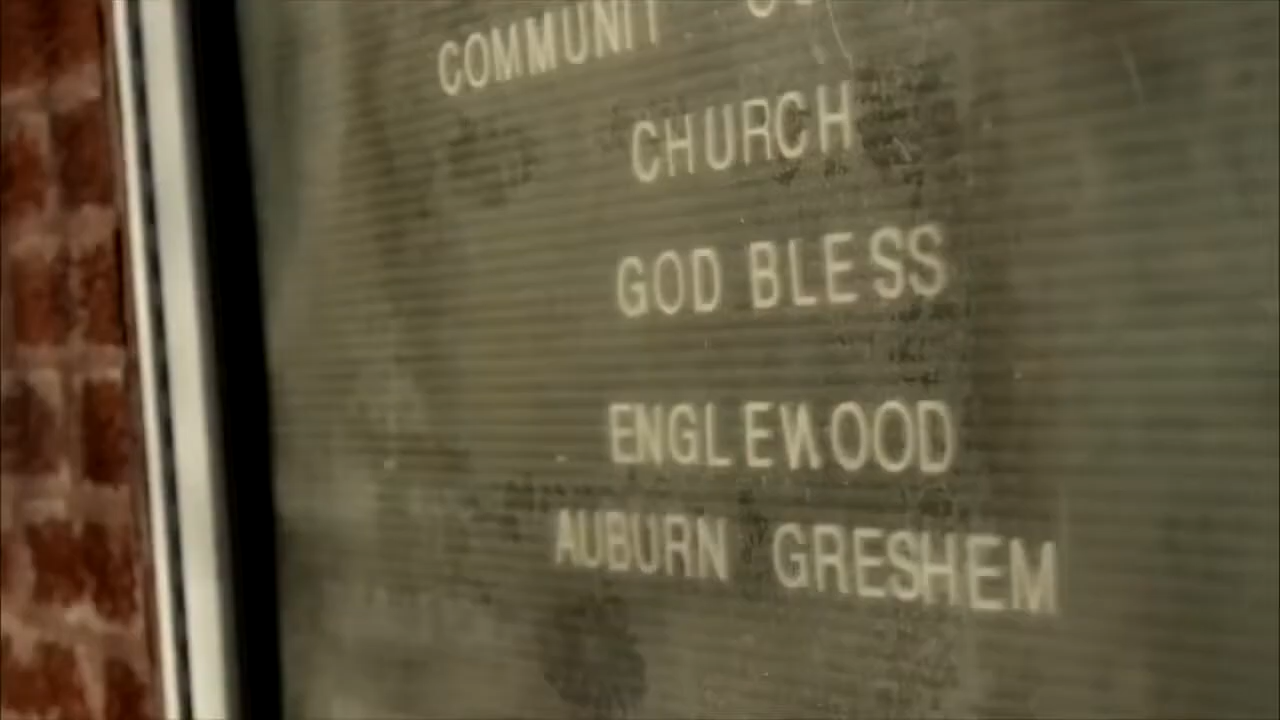 COMMUNIT
CHURCH
GOD BLESS
ENGLEWOOD
AUBURN GRESHEM